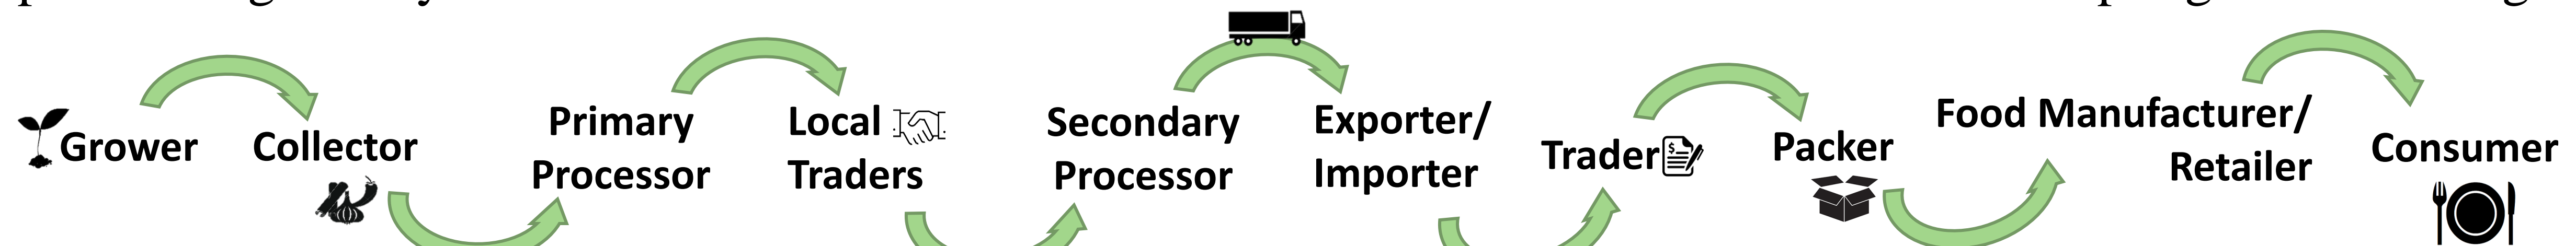 Grower
Collector
Primary
Processor
Local
Traders
Secondary
Processor
Exporter/
Importer
Trader
Packer
Food Manufacturer/
Retailer
Consumer